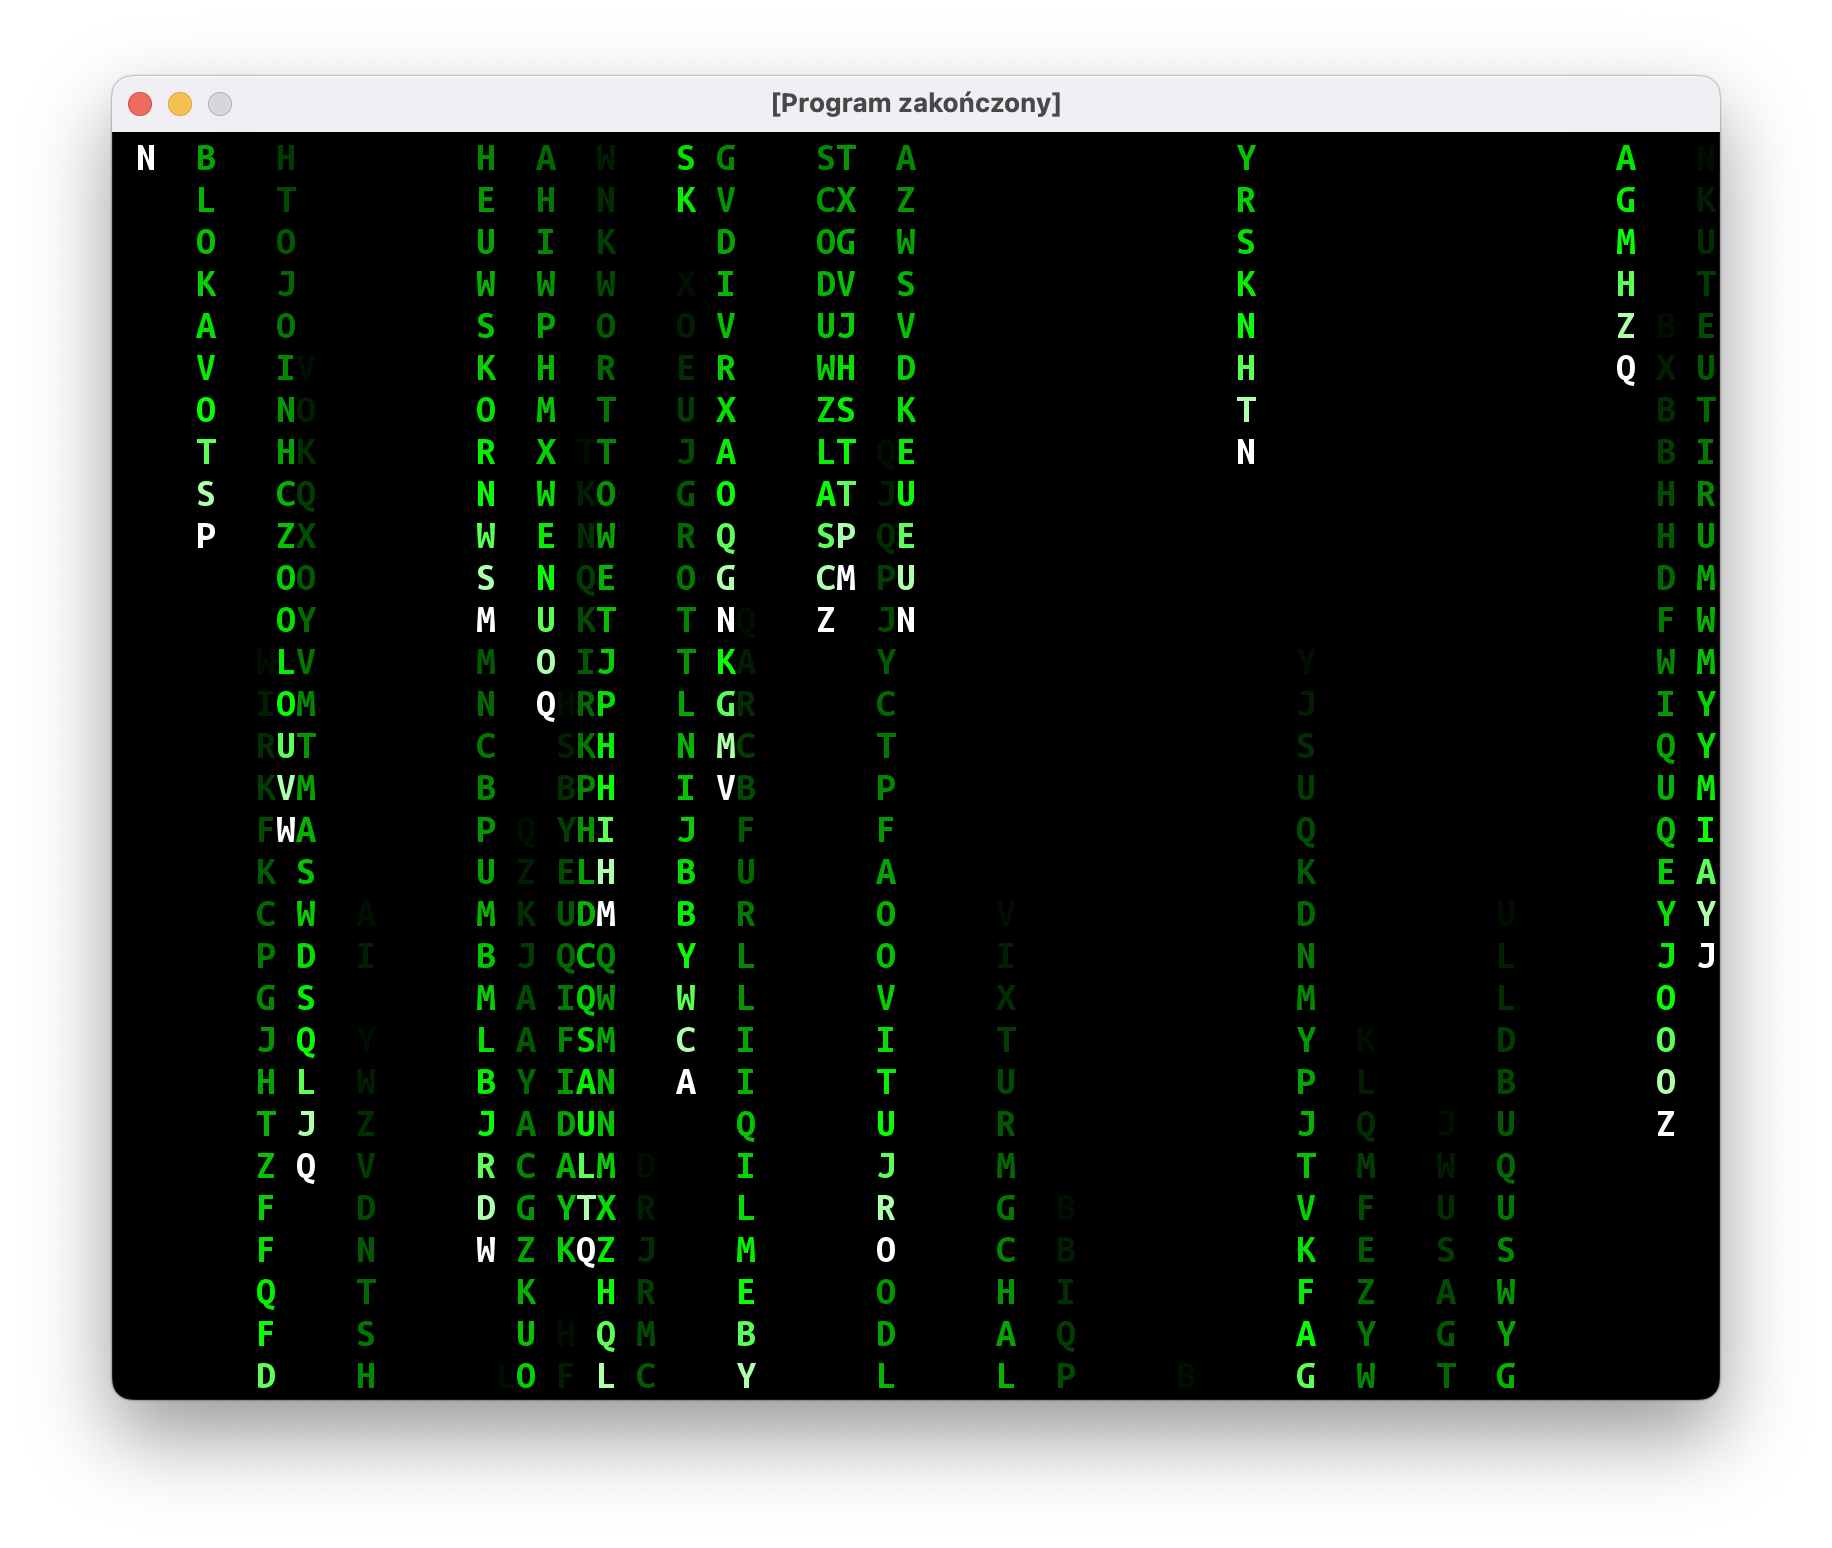 [Program zakończony]
N B H H A W S G ST A Y A N
L T E H N K V CX Z R G K
O O U I K D OG W S M U
K J W W W X I DV S K H T
A O S P O O V UJ V N Z B E
V IV K H R E R WH D H Q X U
O NO O M T U X ZS K T B T
T HK R X TT J A LT QE N B I
S CQ N W KO G O AT JU H R
P ZX W E NW R Q SP QE H U
OO S N QE O G CM PU D M
OY M U KT T NQ Z JN F W
WLV M O IJ T KA Y Y W M
IOM N QHRP L GR C J I Y
RUT C SKH N MC T S Q Y
KVM B BPH I VB P U U M
FWA P Q YHI J F F Q Q I
K S U Z ELH B U A K E A
C W A M K UDM B R O V D U Y Y
P D I B J QCQ Y L O I N L J J
G S M A IQW W L V X M L O
J Q Y L A FSM C I I T Y K D O
H L W B Y IAN A I T U P L B O
T J Z J A DUN Q U R J Q J U Z
Z Q V R C ALM D I J M T M W Q
F D D G YTX R L R G B V F U U
F N W Z KQZ J M O C B K E S S
Q T K H R E O H I F Z A W
F S U H Q M B D A Q A Y G Y
D H LO F L C Y L L P B G W T G